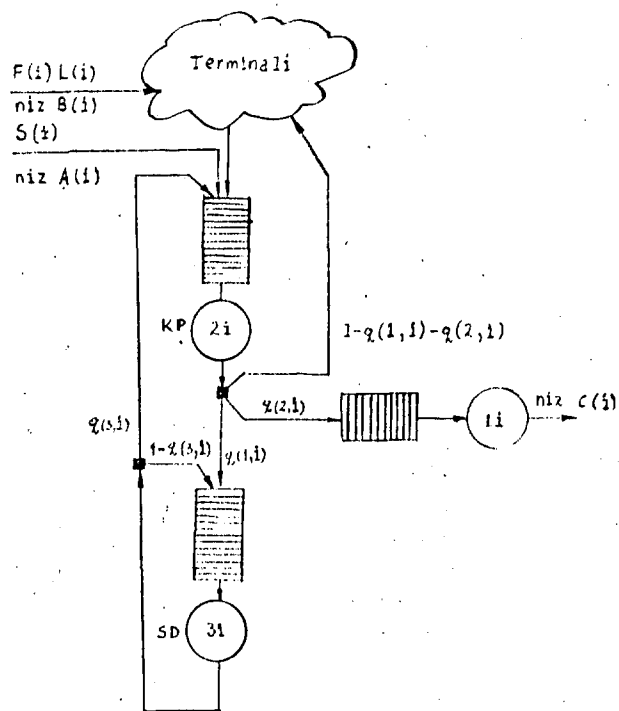 Terminali
F(i) L(i)
niz B(i)
S(i)
niz A(i)
KP
2i
1-q(1,i)-q(2,i)
q(2,i)
1i
niz C(i)
q(3,i)
1-q(3,i)
q(1,i)
SD
3i